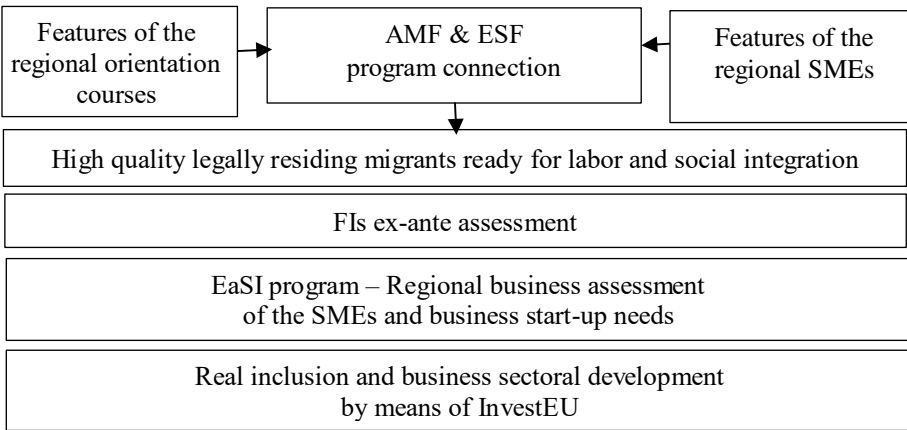 Features of the
regional orientation
courses
AMF & ESF
program connection
Features of the
regional SMEs
High quality legally residing migrants ready for labor and social integration
FIs ex-ante assessment
EaSI program – Regional business assessment
of the SMEs and business start-up needs
Real inclusion and business sectoral development
by means of InvestEU